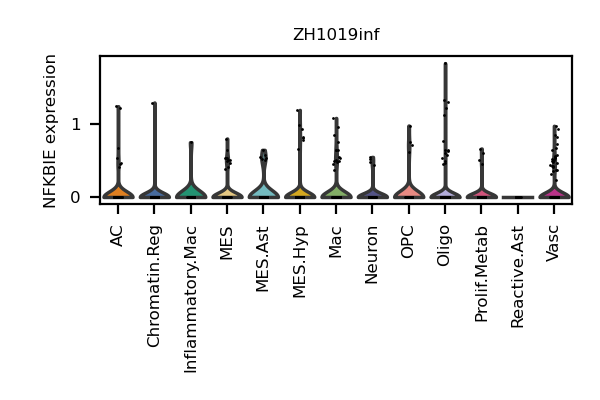 ZH1019inf
NFKBIE expression
1
0
AC
Chromatin.Reg
Inflammatory.Mac
MES
MES.Ast
MES.Hyp
Mac
Neuron
OPC
Oligo
Prolif.Metab
Reactive.Ast
Vasc